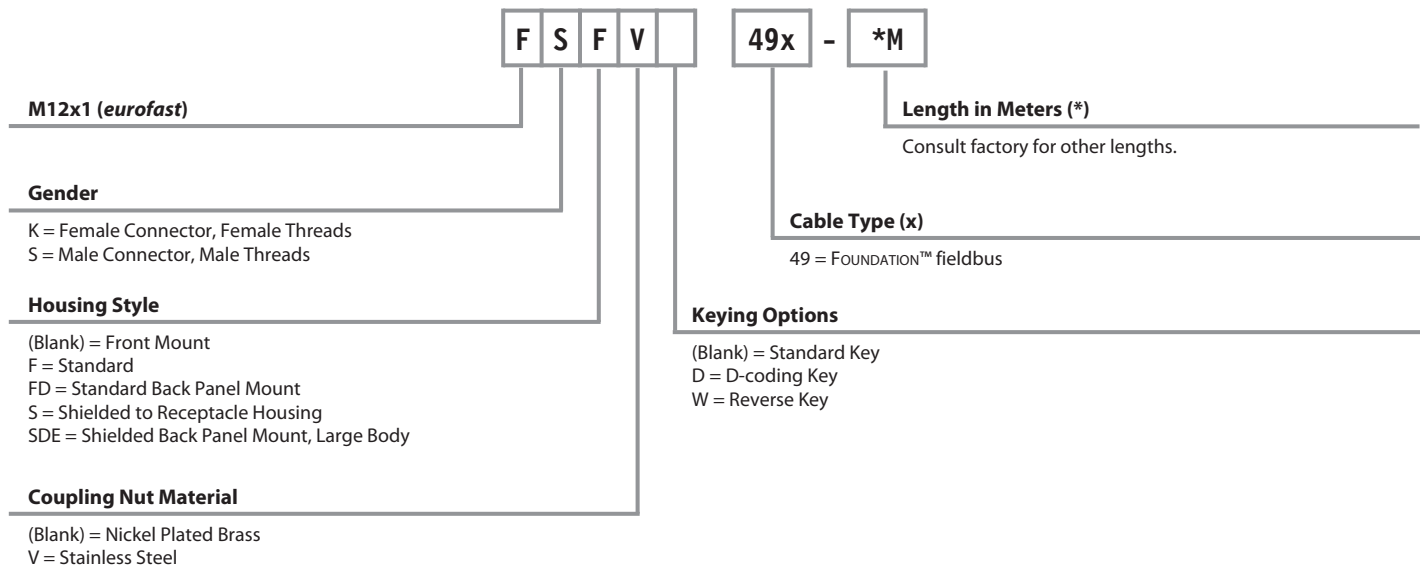 F S F V 49x - *M
M12x1 (eurofast)
Length in Meters (*)
Consult factory for other lengths.
Gender
K = Female Connector, Female Threads
S = Male Connector, Male Threads
Cable Type (x)
49 = FOUNDATION™ fieldbus
Housing Style
(Blank) = Front Mount
F = Standard
FD = Standard Back Panel Mount
S = Shielded to Receptacle Housing
SDE = Shielded Back Panel Mount, Large Body
Keying Options
(Blank) = Standard Key
D = D-coding Key
W = Reverse Key
Coupling Nut Material
(Blank) = Nickel Plated Brass
V = Stainless Steel